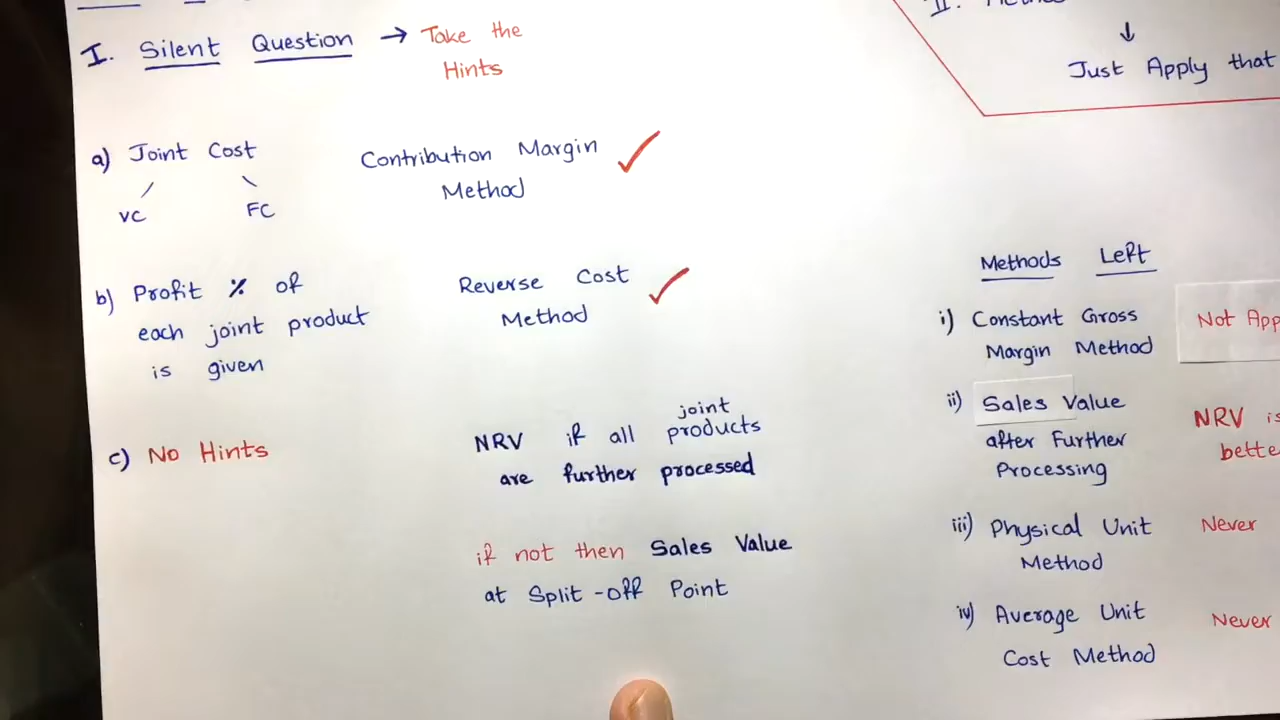 I. Silent Question → Take the
Hints
a) Joint Cost
VC FC
Contribution Margin
Method
b) Profit % of
each joint product
is given
Reverse Cost
Method
c) No Hints
NRV if all joint products
are further processed
if not then Sales Value
at Split-off Point
II.
↓
Just Apply that
Methods Left
i) Constant Gross
Margin Method
Not
ii) Sales Value
after Further
Processing
NRV is
iii) Physical Unit
Method
Never
iv) Average Unit
Cost Method
Never